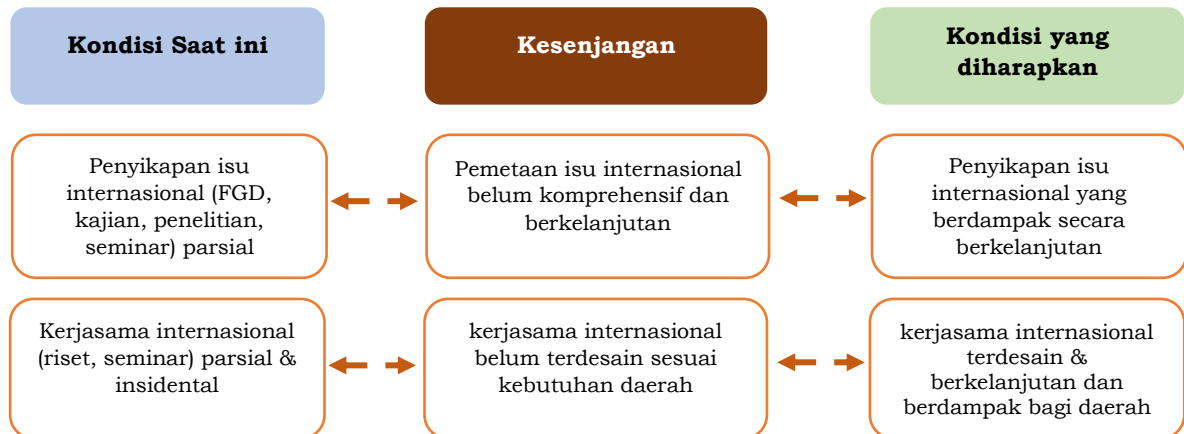 Kondisi Saat ini
Kesenjangan
Kondisi yang
diharapkan
Penyikapan isu
internasional (FGD,
kajian, penelitian,
seminar) parsial
Pemetaan isu internasional
belum komprehensif dan
berkelanjutan
Penyikapan isu
internasional yang
berdampak secara
berkelanjutan
Kerjasama internasional
(riset, seminar) parsial &
insidental
kerjasama internasional
belum terdesain sesuai
kebutuhan daerah
kerjasama internasional
terdesain &
berkelanjutan dan
berdampak bagi daerah